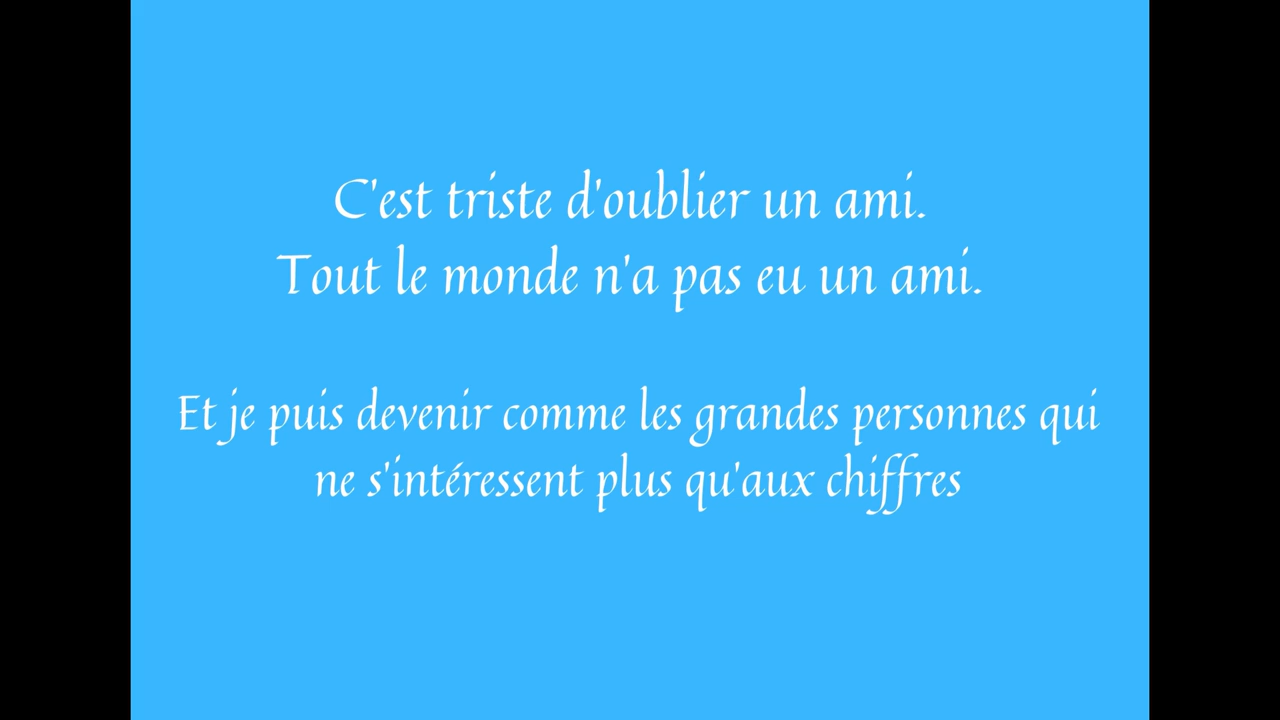 C'est triste d'oublier un ami.
Tout le monde n'a pas eu un ami.
Et je puis devenir comme les grandes personnes qui
ne s'intéressent plus qu'aux chiffres